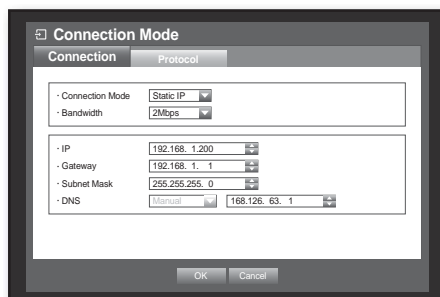 Connection Mode
Connection Protocol
· Connection Mode Static IP
· Bandwidth 2Mbps
· IP 192.168. 1.200
· Gateway 192.168. 1. 1
· Subnet Mask 255.255.255. 0
· DNS Manual 168.126. 63. 1
OK Cancel